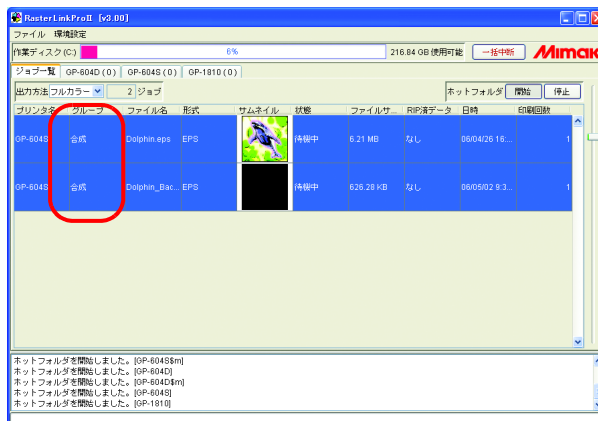 RasterLinkProII [v3.00]
ファイル 環境設定
作業ディスク(C:) 6% 216.84 GB 使用可能 一括中断 Mimaki
ジョブ一覧 GP-604D (0) GP-604S (0) GP-1810 (0)
出力方法 フルカラー 2 ジョブ ホットフォルダ 開始 停止
プリンタ名 グループ ファイル名 形式 サムネイル 状態 ファイルサ... RIP済データ 日時 印刷回数
GP-604S 合成 Dolphin.eps EPS 待機中 6.21 MB なし 06/04/26 16:... 1
GP-604S 合成 Dolphin_Bac... EPS 待機中 626.28 KB なし 06/05/02 9:3... 1
ホットフォルダを開始しました。[GP-604S$m]
ホットフォルダを開始しました。[GP-604D]
ホットフォルダを開始しました。[GP-604D$m]
ホットフォルダを開始しました。[GP-604S]
ホットフォルダを開始しました。[GP-1810]